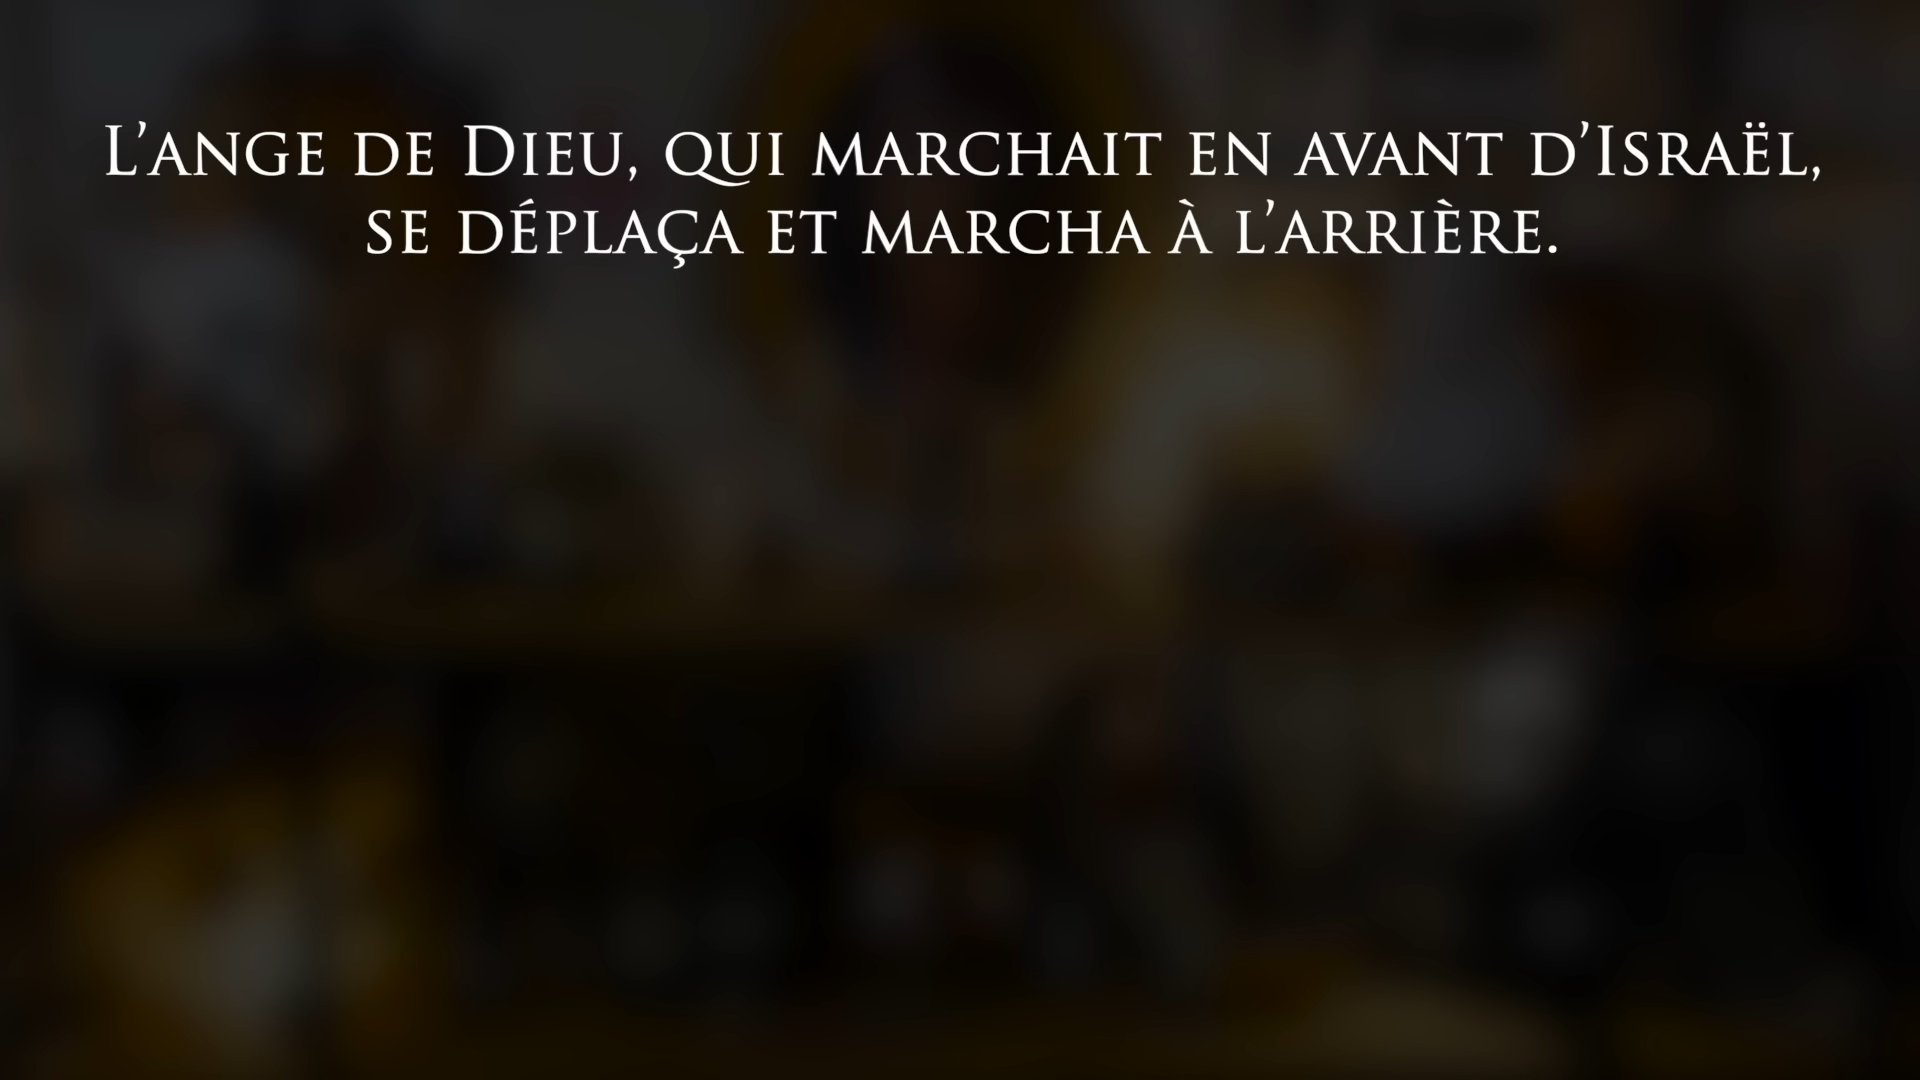 L’ange de Dieu, qui marchait en avant d’Israël,
se déplaça et marcha à l’arrière.